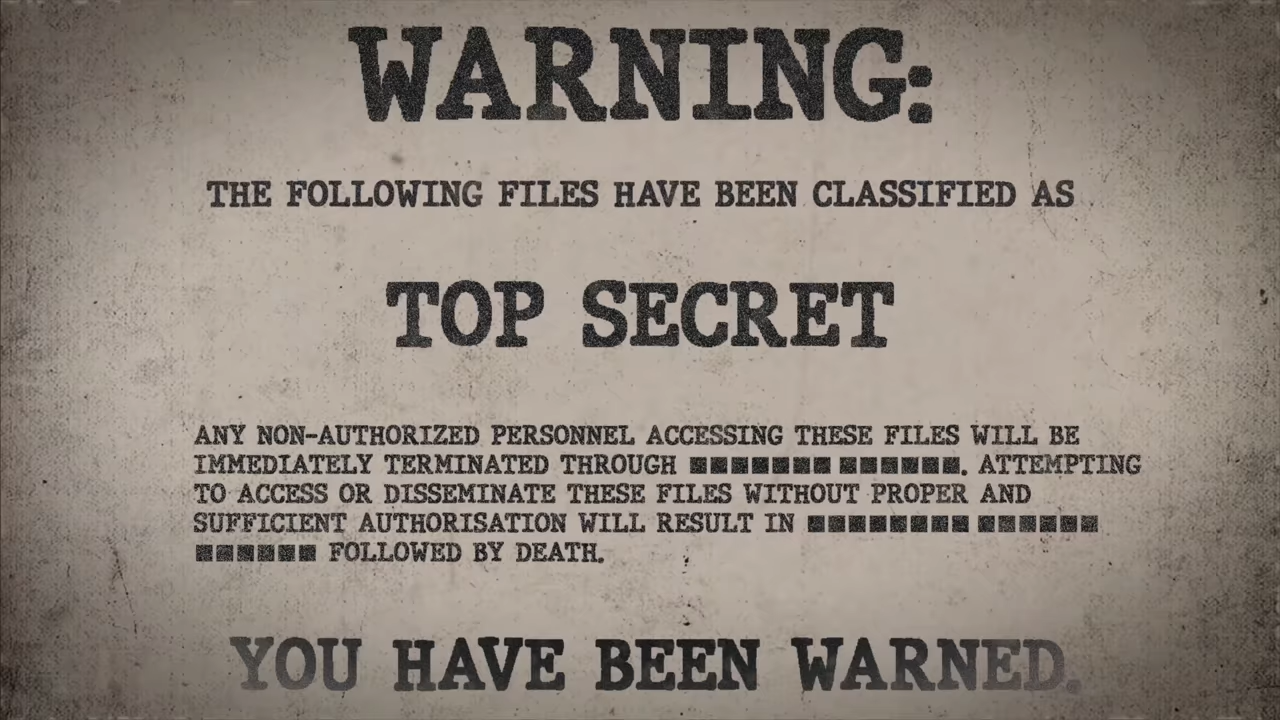 WARNING:
THE FOLLOWING FILES HAVE BEEN CLASSIFIED AS
TOP SECRET
ANY NON-AUTHORIZED PERSONNEL ACCESSING THESE FILES WILL BE
IMMEDIATELY TERMINATED THROUGH ■■■■■■■ ■■■■■■. ATTEMPTING
TO ACCESS OR DISSEMINATE THESE FILES WITHOUT PROPER AND
SUFFICIENT AUTHORISATION WILL RESULT IN ■■■■■■■■ ■■■■■■
■■■■■■ FOLLOWED BY DEATH.
YOU HAVE BEEN WARNED.